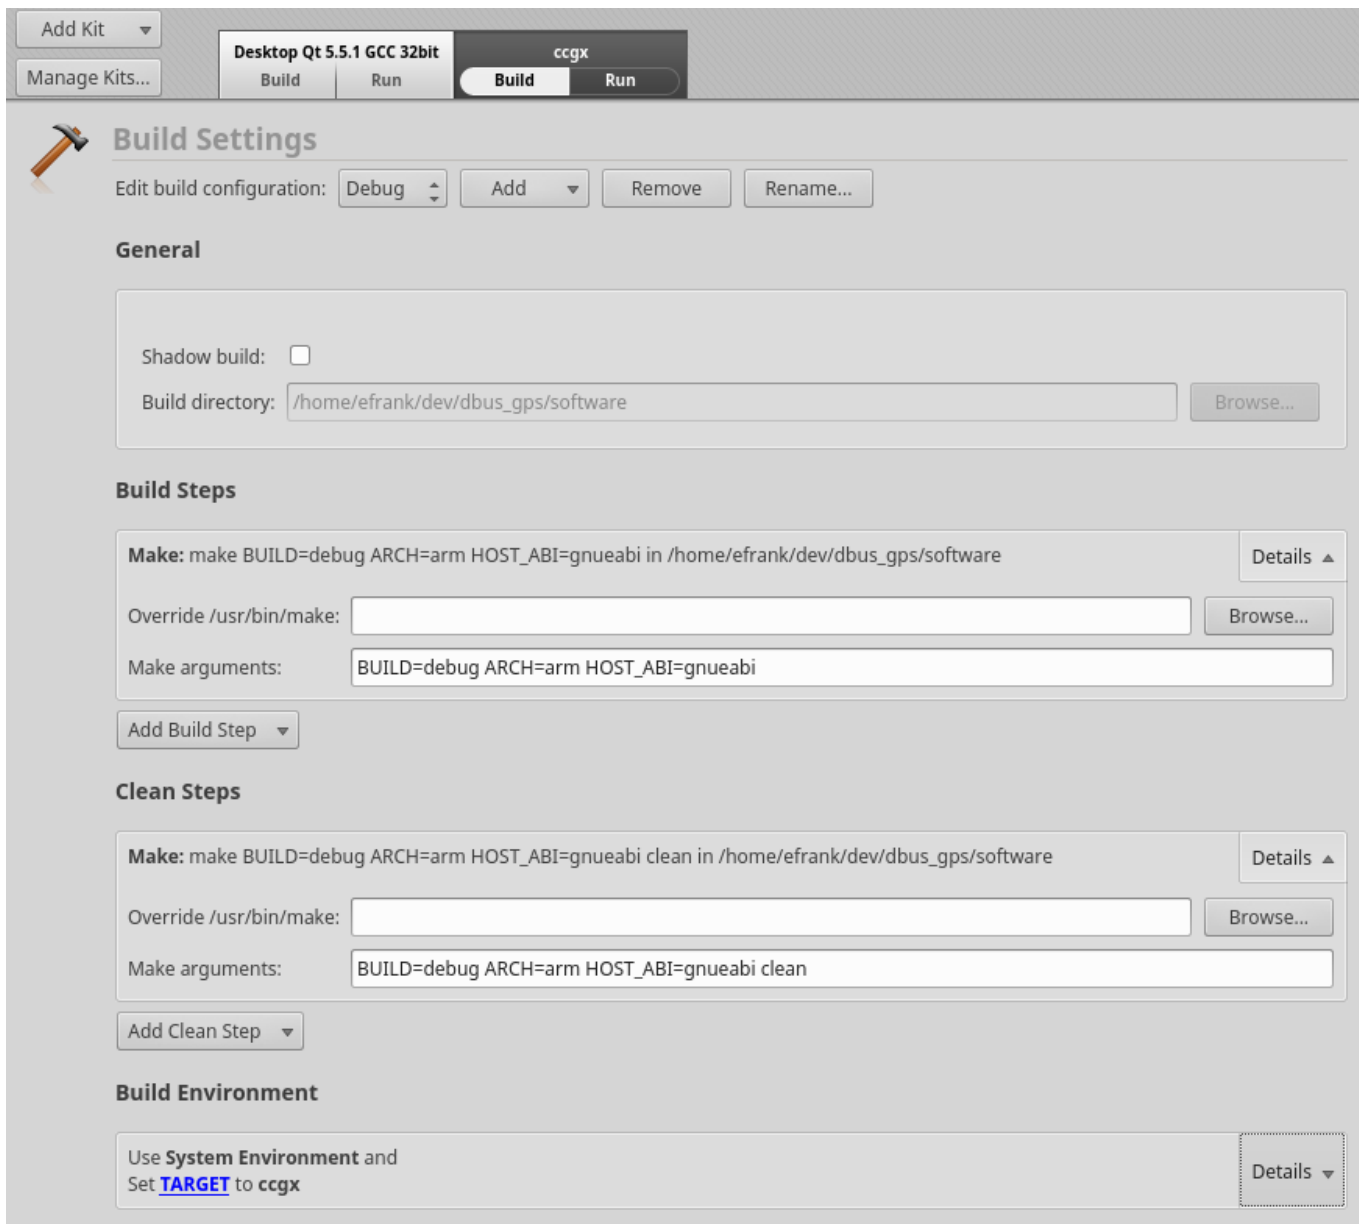 Add Kit
Manage Kits...
Desktop Qt 5.5.1 GCC 32bit
Build Run
ccgx
Build Run
Build Settings
Edit build configuration: Debug Add Remove Rename...
General
Shadow build:
Build directory: /home/efrank/dev/dbus_gps/software Browse...
Build Steps
Make: make BUILD=debug ARCH=arm HOST_ABI=gnueabi in /home/efrank/dev/dbus_gps/software Details
Override /usr/bin/make: Browse...
Make arguments: BUILD=debug ARCH=arm HOST_ABI=gnueabi
Add Build Step
Clean Steps
Make: make BUILD=debug ARCH=arm HOST_ABI=gnueabi clean in /home/efrank/dev/dbus_gps/software Details
Override /usr/bin/make: Browse...
Make arguments: BUILD=debug ARCH=arm HOST_ABI=gnueabi clean
Add Clean Step
Build Environment
Use System Environment and
Set TARGET to ccgx
Details